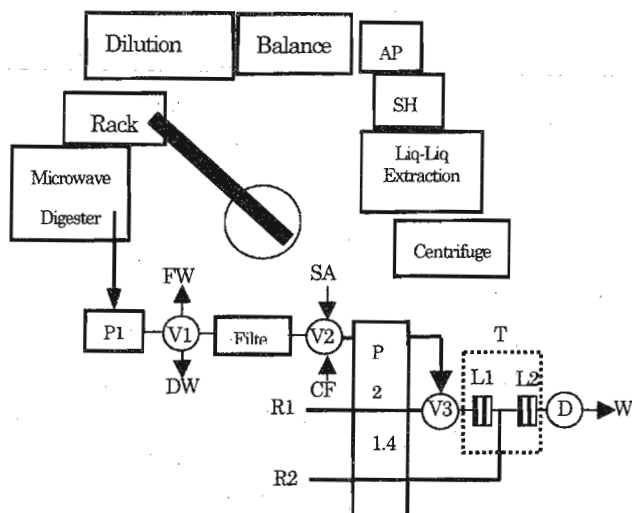 Dilution
Balance
AP
SH
Rack
Liq-Liq
Extraction
Microwave
Digester
Centrifuge
FW
SA
P1
V1
Filte
V2
P
T
DW
CF
2
L1
L2
R1
V3
D
W
1.4
R2